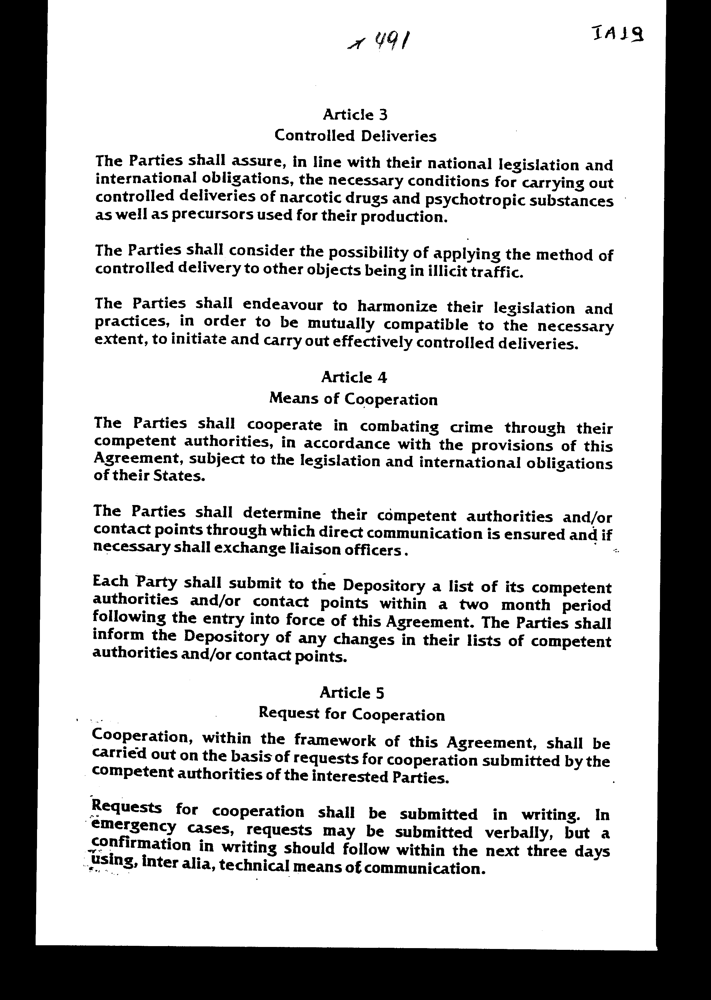 491
IA19
Article 3
Controlled Deliveries
The Parties shall assure, in line with their national legislation and
international obligations, the necessary conditions for carrying out
controlled deliveries of narcotic drugs and psychotropic substances
as well as precursors used for their production.
The Parties shall consider the possibility of applying the method of
controlled delivery to other objects being in illicit traffic.
The Parties shall endeavour to harmonize their legislation and
practices, in order to be mutually compatible to the necessary
extent, to initiate and carry out effectively controlled deliveries.
Article 4
Means of Cooperation
The Parties shall cooperate in combating crime through their
competent authorities, in accordance with the provisions of this
Agreement, subject to the legislation and international obligations
of their States.
The Parties shall determine their competent authorities and/or
contact points through which direct communication is ensured and if
necessary shall exchange liaison officers.
Each Party shall submit to the Depository a list of its competent
authorities and/or contact points within a two month period
following the entry into force of this Agreement. The Parties shall
inform the Depository of any changes in their lists of competent
authorities and/or contact points.
Article 5
Request for Cooperation
Cooperation, within the framework of this Agreement, shall be
carried out on the basis of requests for cooperation submitted by the
competent authorities of the interested Parties.
Requests for cooperation shall be submitted in writing. In
emergency cases, requests may be submitted verbally, but a
confirmation in writing should follow within the next three days
using, inter alia, technical means of communication.